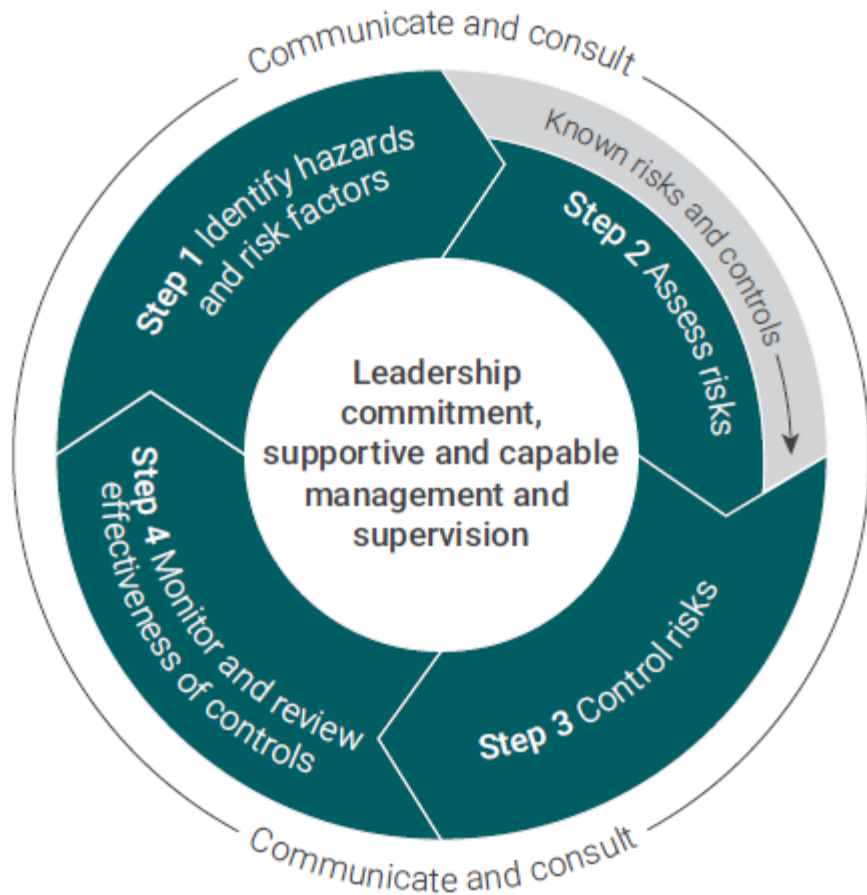 Communicate and consult
Step 1 Identify hazards
and risk factors
Known risks and controls
Step 2 Assess risks
Step 3 Control risks
Step 4 Monitor and review
effectiveness of controls
Leadership
commitment,
supportive and capable
management and
supervision
Communicate and consult